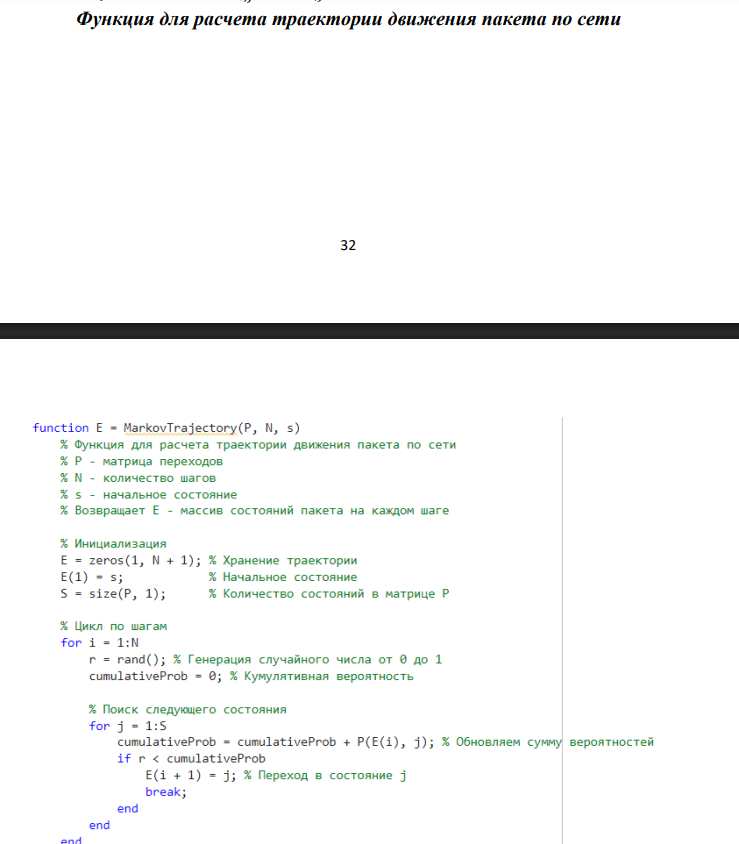 Функция для расчета траектории движения пакета по сети
32
function E = MarkovTrajectory(P, N, s)
% Функция для расчета траектории движения пакета по сети
% P - матрица переходов
% N - количество шагов
% s - начальное состояние
% Возвращает E - массив состояний пакета на каждом шаге
% Инициализация
E = zeros(1, N + 1); % Хранение траектории
E(1) = s; % Начальное состояние
S = size(P, 1); % Количество состояний в матрице P
% Цикл по шагам
for i = 1:N
r = rand(); % Генерация случайного числа от 0 до 1
cumulativeProb = 0; % Кумулятивная вероятность
% Поиск следующего состояния
for j = 1:S
cumulativeProb = cumulativeProb + P(E(i), j); % Обновляем сумму вероятностей
if r < cumulativeProb
E(i + 1) = j; % Переход в состояние j
break;
end
end
end